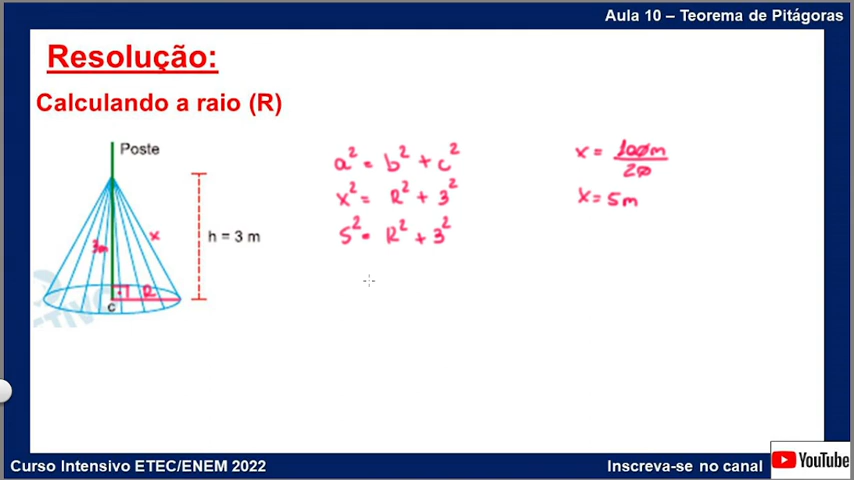 Aula 10 – Teorema de Pitágoras
Resolução:
Calculando a raio (R)
Poste
3m
x
h = 3 m
R
C
a² = b² + c²
x² = R² + 3²
5² = R² + 3²
x = 100m
20
x = 5m
Curso Intensivo ETEC/ENEM 2022
Inscreva-se no canal
YouTube